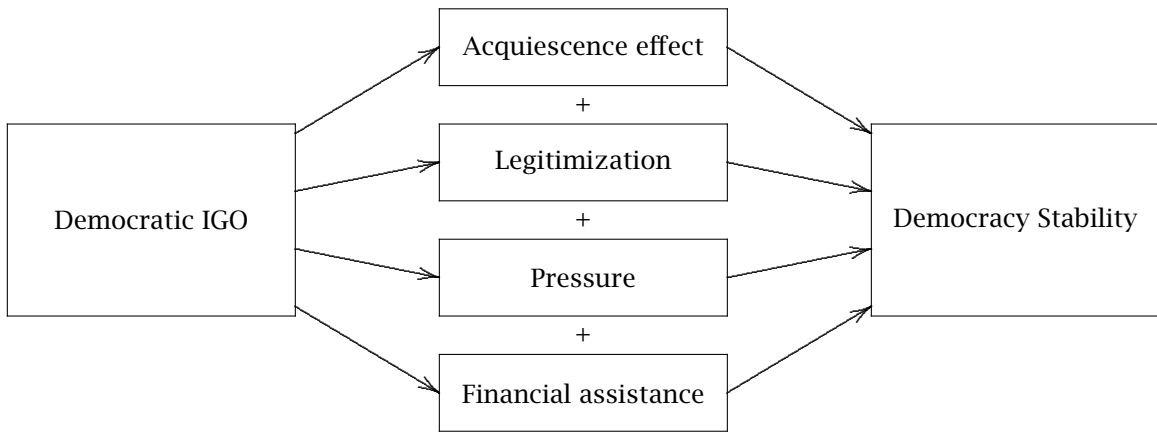 Acquiescence effect
+
Legitimization
Democratic IGO
+
Democracy Stability
Pressure
+
Financial assistance